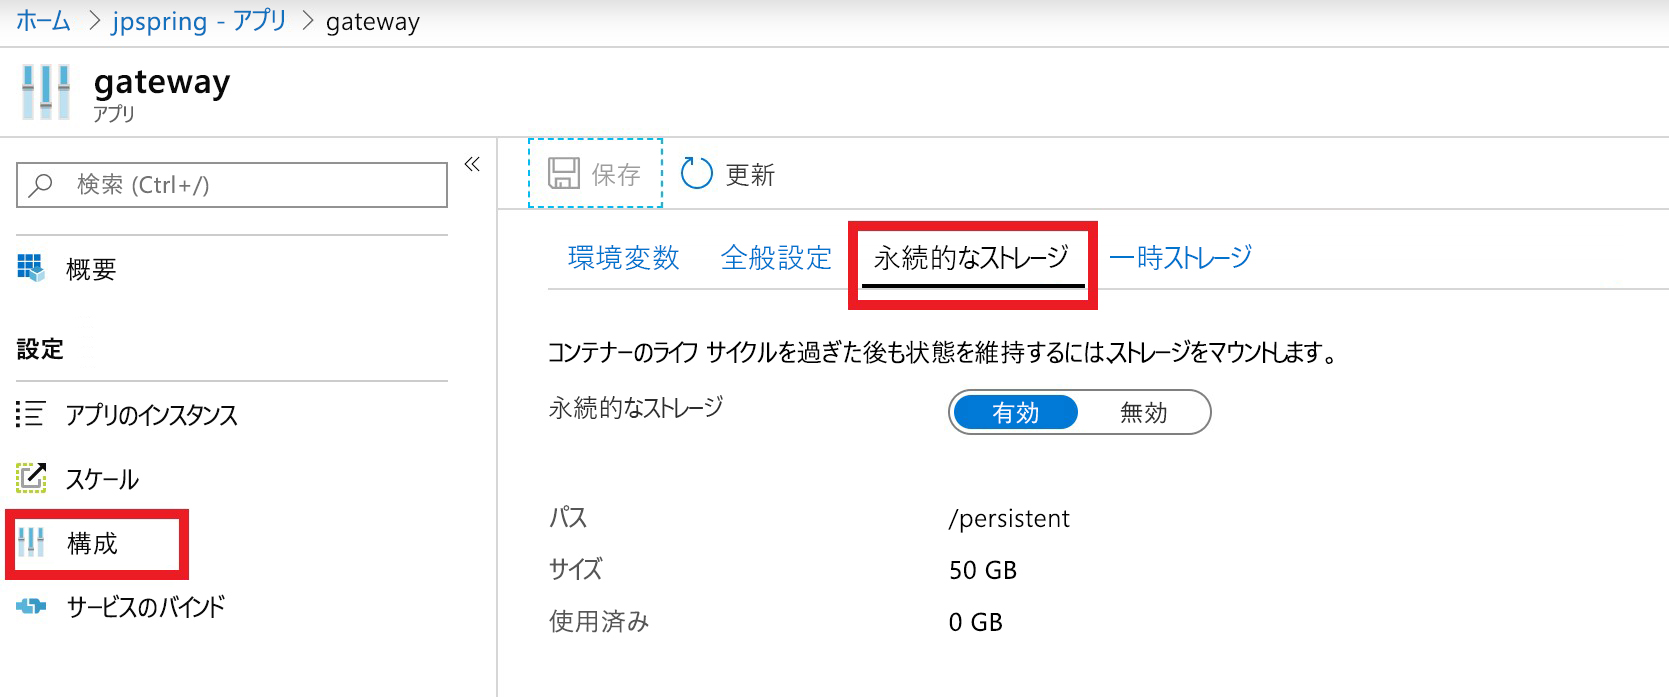 ホーム > jpspring - アプリ > gateway
gateway
アプリ
検索 (Ctrl+/)
«
概要
設定
アプリのインスタンス
スケール
構成
サービスのバインド
保存 更新
環境変数 全般設定 永続的なストレージ 一時ストレージ
コンテナーのライフ サイクルを過ぎた後も状態を維持するには、ストレージをマウントします。
永続的なストレージ 有効 無効
パス /persistent
サイズ 50 GB
使用済み 0 GB